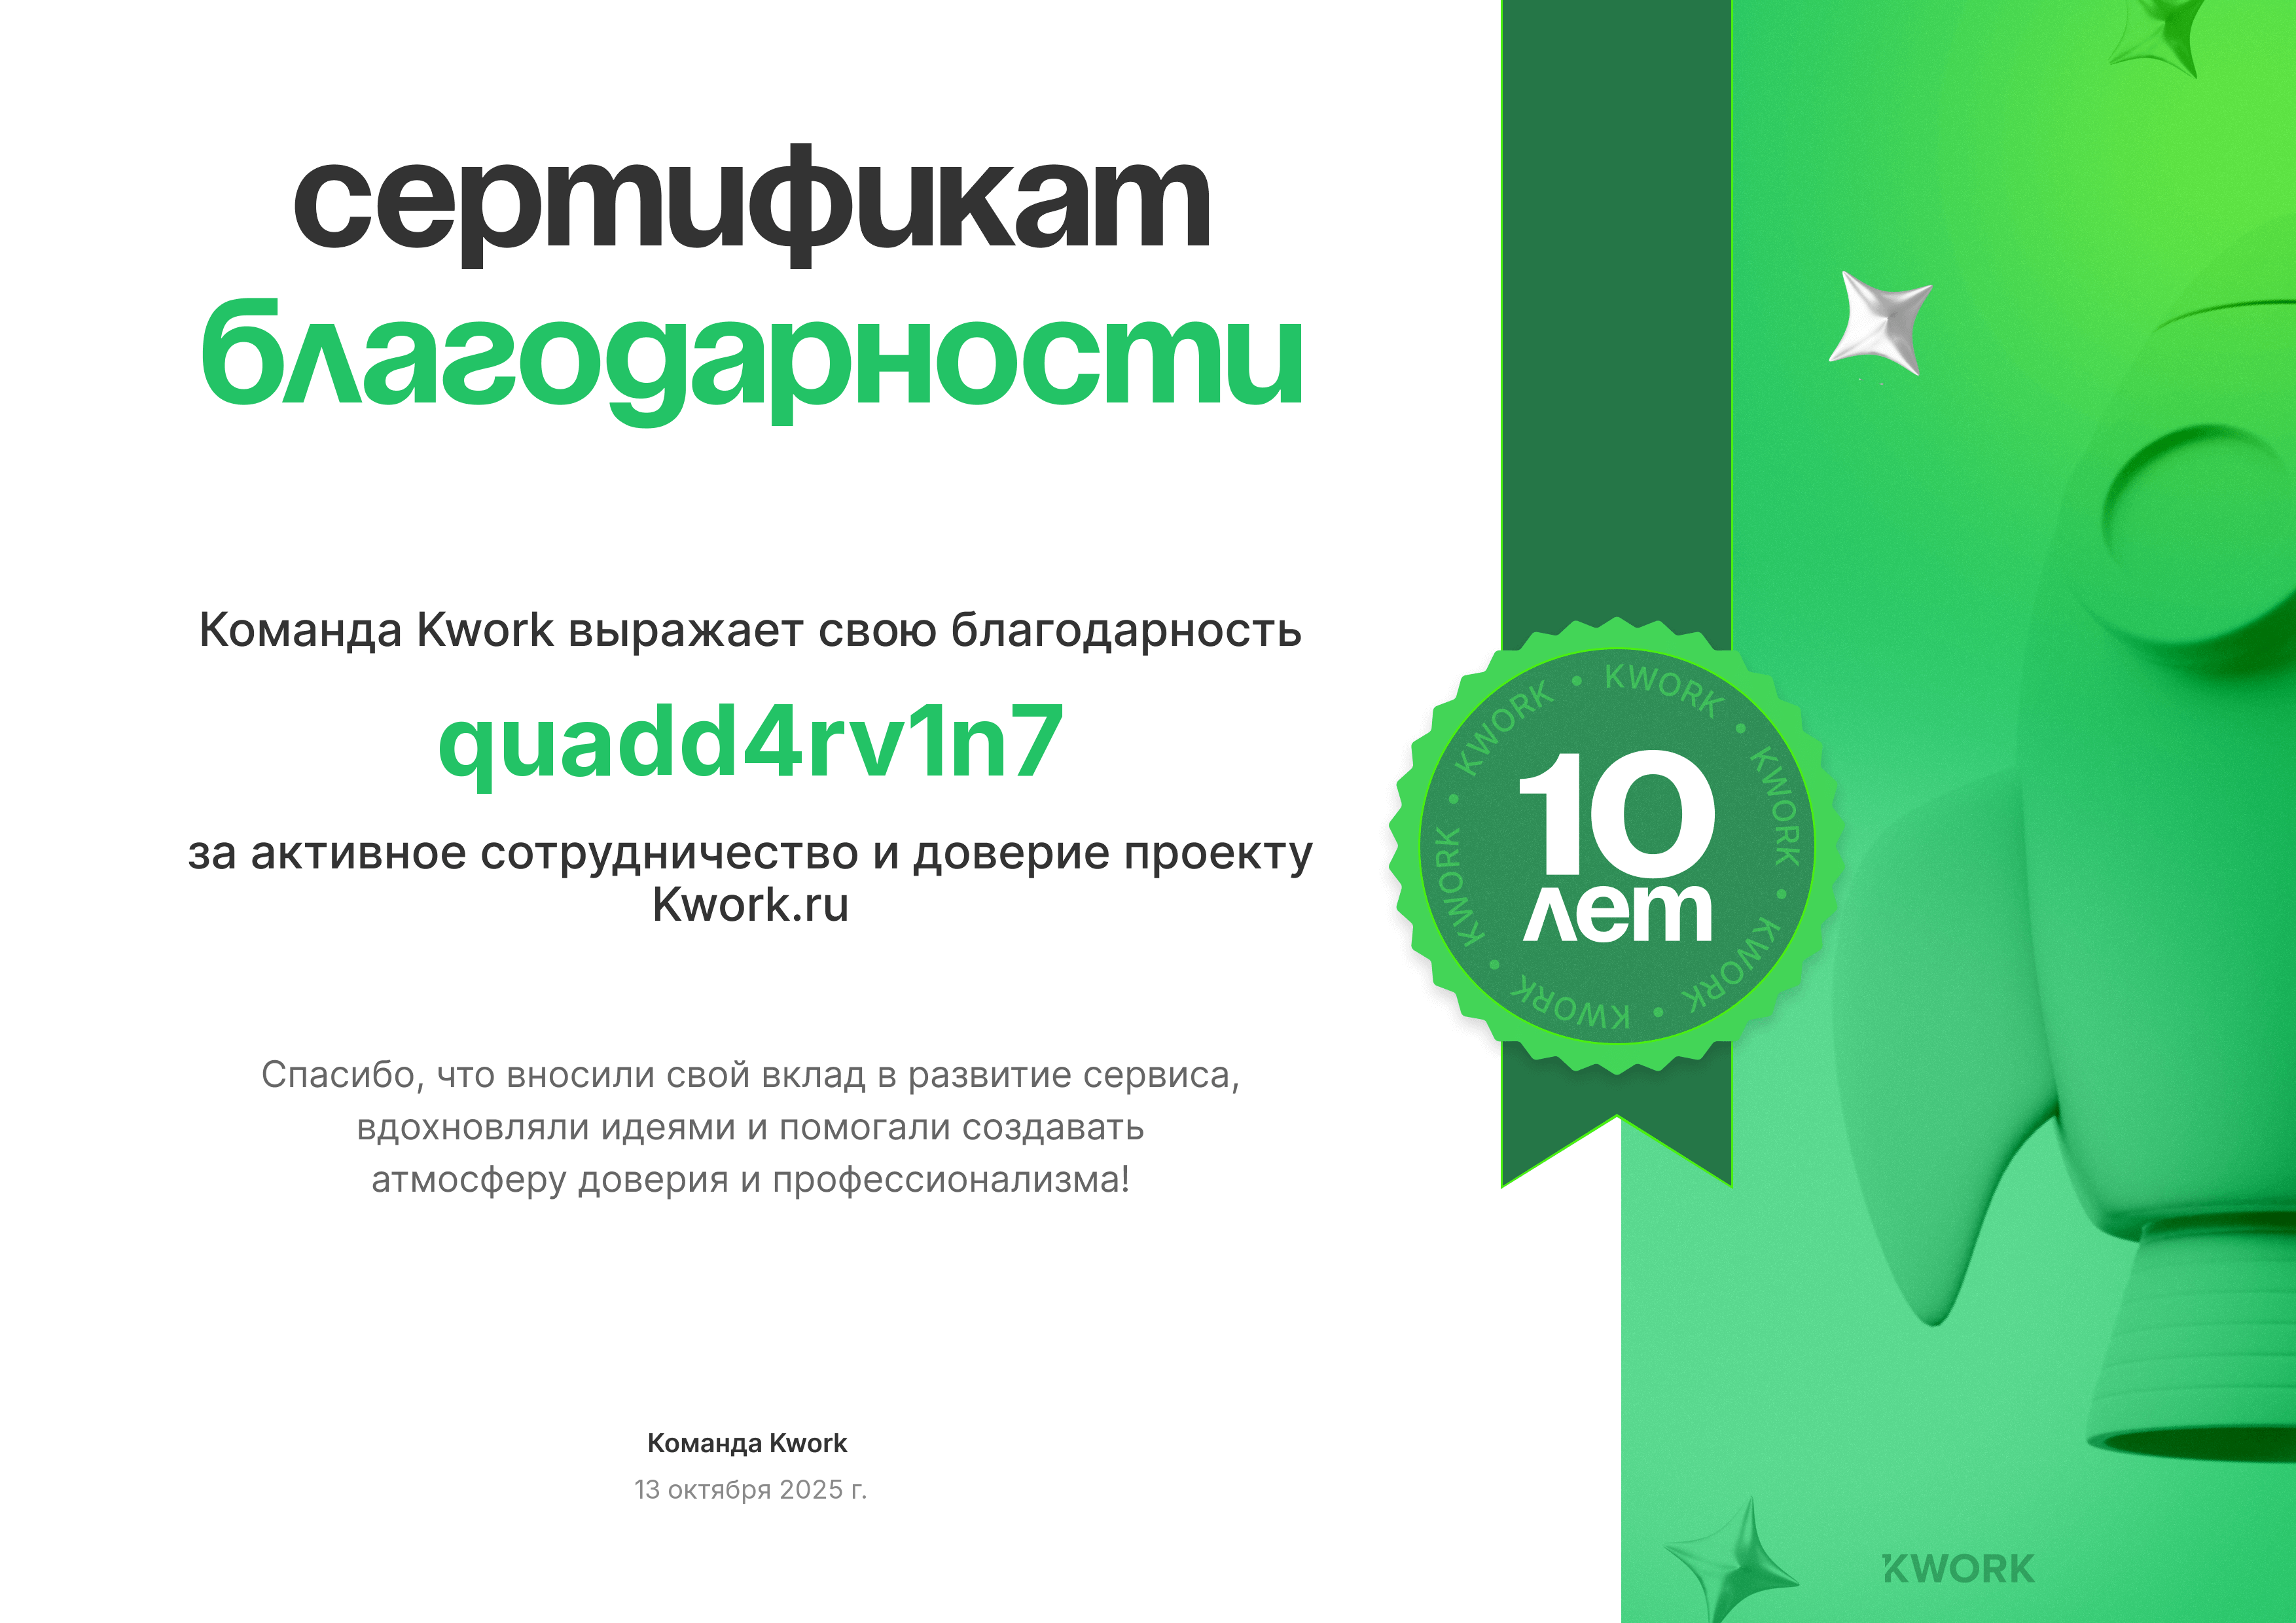 сертификат
благодарности
Команда Kwork выражает свою благодарность
quadd4rv1n7
за активное сотрудничество и доверие проекту
Kwork.ru
Спасибо, что вносили свой вклад в развитие сервиса,
вдохновляли идеями и помогали создавать
атмосферу доверия и профессионализма!
Команда Kwork
13 октября 2025 г.
KWORK • KWORK • KWORK • KWORK • KWORK • KWORK •
10
лет
KWORK